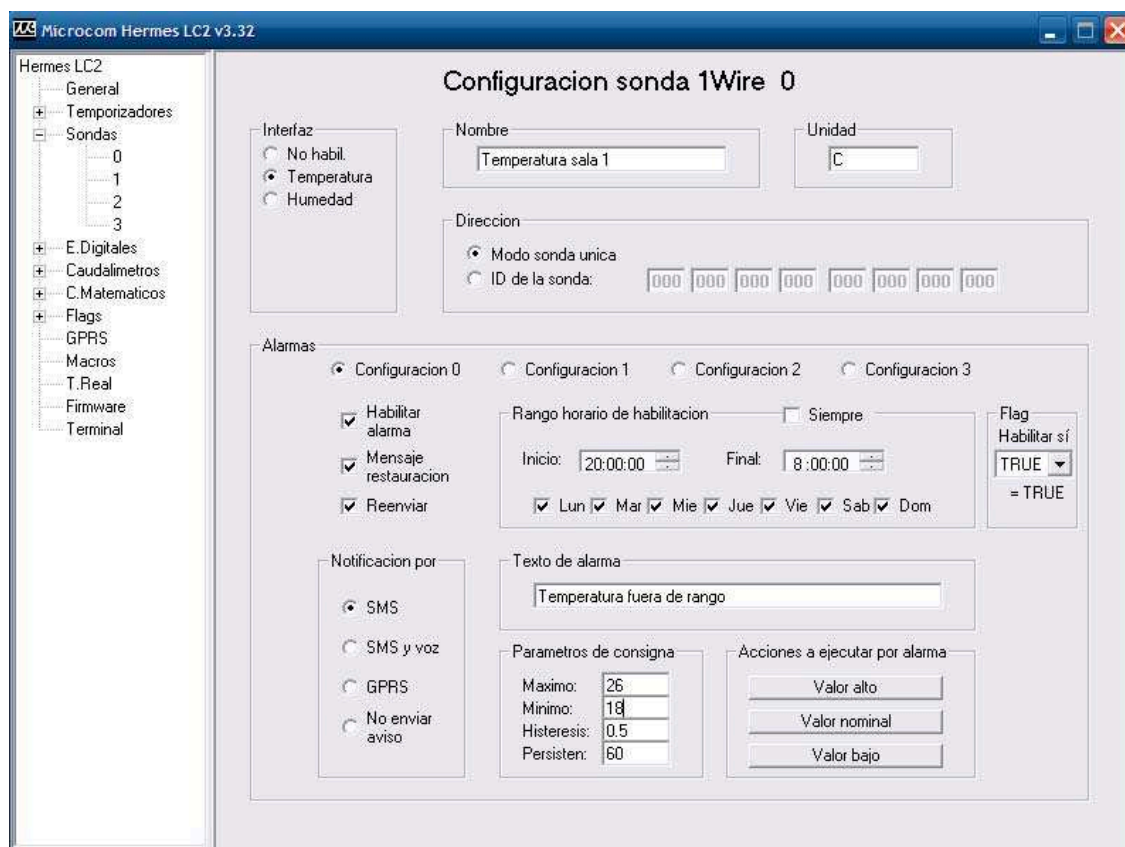 Microcom Hermes LC2 v3.32
Hermes LC2
General
Temporizadores
Sondas
0
1
2
3
E.Digitales
Caudalimetros
C.Matematicos
Flags
GPRS
Macros
T.Real
Firmware
Terminal
Configuracion sonda 1Wire 0
Interfaz
No habil.
Temperatura
Humedad
Nombre
Temperatura sala 1
Unidad
C
Direccion
Modo sonda unica
ID de la sonda: 000 000 000 000 000 000 000 000
Alarmas
Configuracion 0 Configuracion 1 Configuracion 2 Configuracion 3
Habilitar
alarma
Mensaje
restauracion
Reenviar
Rango horario de habilitacion Siempre
Inicio: 20:00:00 Final: 8:00:00
Lun Mar Mie Jue Vie Sab Dom
Flag
Habilitar sí
TRUE
= TRUE
Notificacion por
SMS
SMS y voz
GPRS
No enviar
aviso
Texto de alarma
Temperatura fuera de rango
Parametros de consigna
Maximo: 26
Minimo: 18
Histeresis: 0.5
Persisten: 60
Acciones a ejecutar por alarma
Valor alto
Valor nominal
Valor bajo